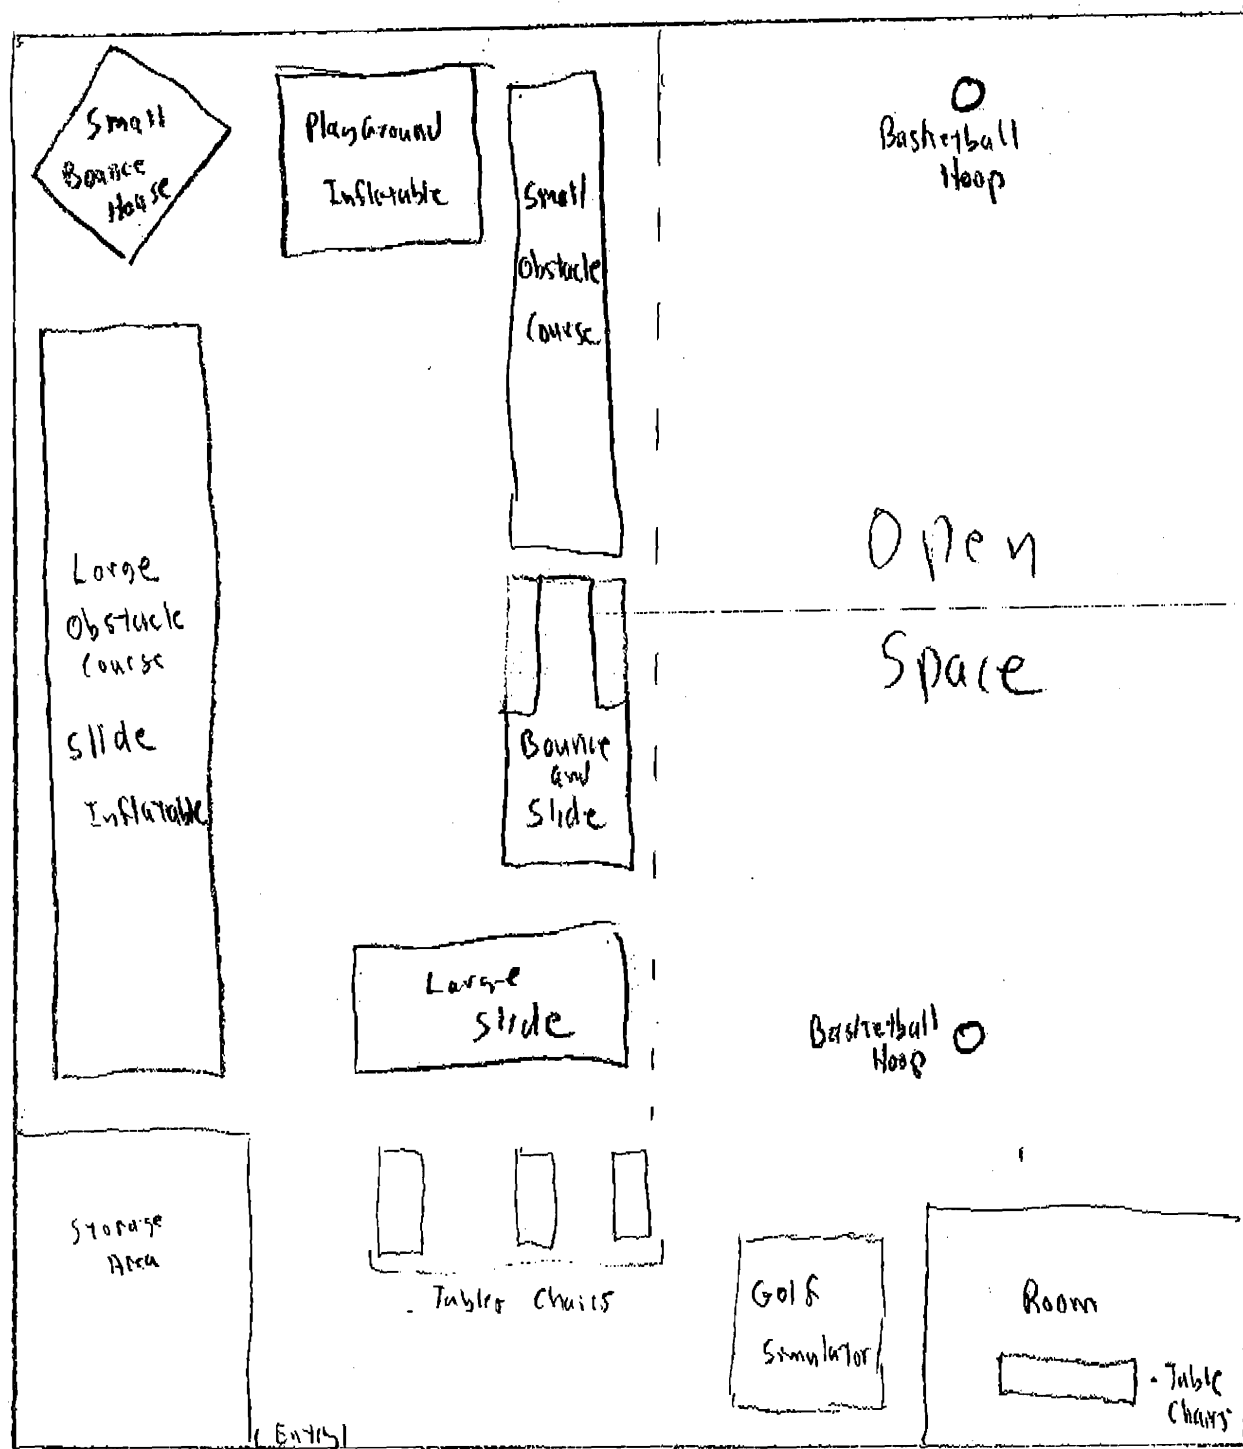 Small
Bounce
House
PlayGround
Inflatable
Small
Obstacle
Course
Basketball
Hoop
Large
Obstacle
Course
Slide
Inflatable
Open
Space
Bounce
and
Slide
Large
Slide
Basketball
Hoop
Storage
Area
Tables Chairs
Golf
Simulator
Room
Table
Chairs
Entry